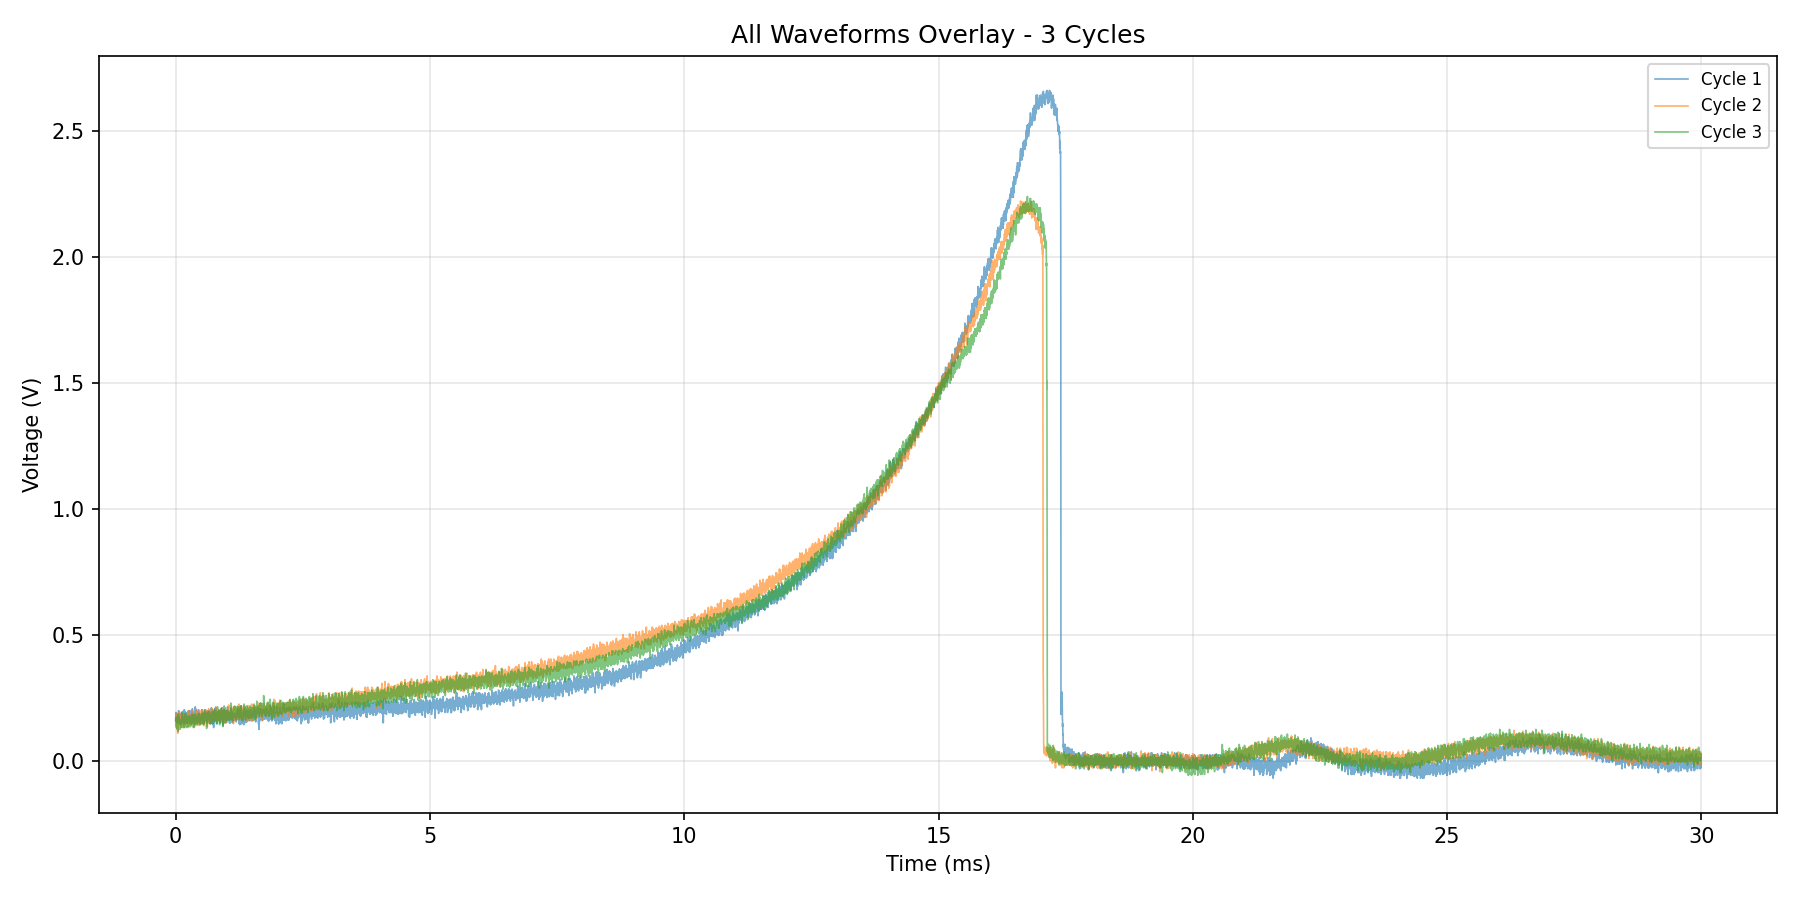 All Waveforms Overlay - 3 Cycles
Cycle 1
Cycle 2
Cycle 3
Voltage (V)
2.5
2.0
1.5
1.0
0.5
0.0
0 5 10 15 20 25 30
Time (ms)